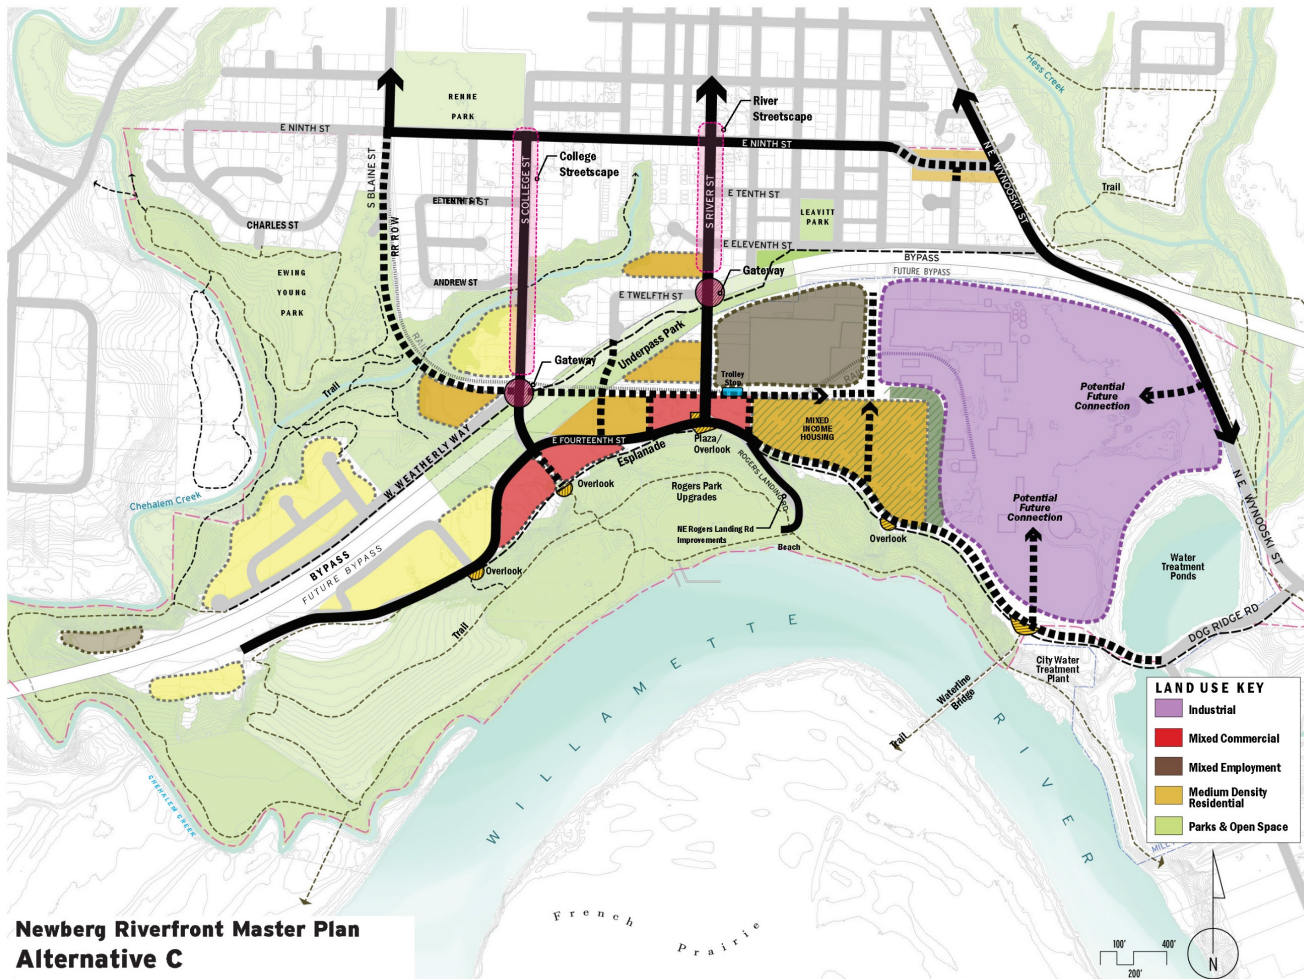 Hess Creek
RENNE
PARK
River
Streetscape
E NINTH ST
E NINTH ST
NE WYNOOSKI ST
College
Streetscape
S BLAINE ST
S COLLEGE ST
S RIVER ST
Trail
E TENTH ST
CHARLES ST
RR ROW
LEAVITT
PARK
E ELEVENTH ST
BYPASS
FUTURE BYPASS
EWING
YOUNG
PARK
ANDREW ST
Gateway
E TWELFTH ST
Underpass Park
Gateway
Trolley
Stop
Trail
Potential
Future
Connection
MIXED
INCOME
HOUSING
W. WEATHERLY WAY
E FOURTEENTH ST
Esplanade
Plaza/
Overlook
ROGERS LANDING RD
Chehalem Creek
Overlook
Rogers Park
Upgrades
Potential
Future
Connection
NE WYNOOSKI ST
NE Rogers Landing Rd
Improvements
Beach
Overlook
BYPASS
FUTURE BYPASS
Overlook
Water
Treatment
Ponds
Trail
DOG RIDGE RD
City Water
Treatment
Plant
Waterline
Bridge
Trail
WILLAMETTE RIVER
CHEHALEM CREEK
LAND USE KEY
Industrial
Mixed Commercial
Mixed Employment
Medium Density
Residential
Parks & Open Space
French Prairie
Newberg Riverfront Master Plan
Alternative C
100' 400'
200'
N